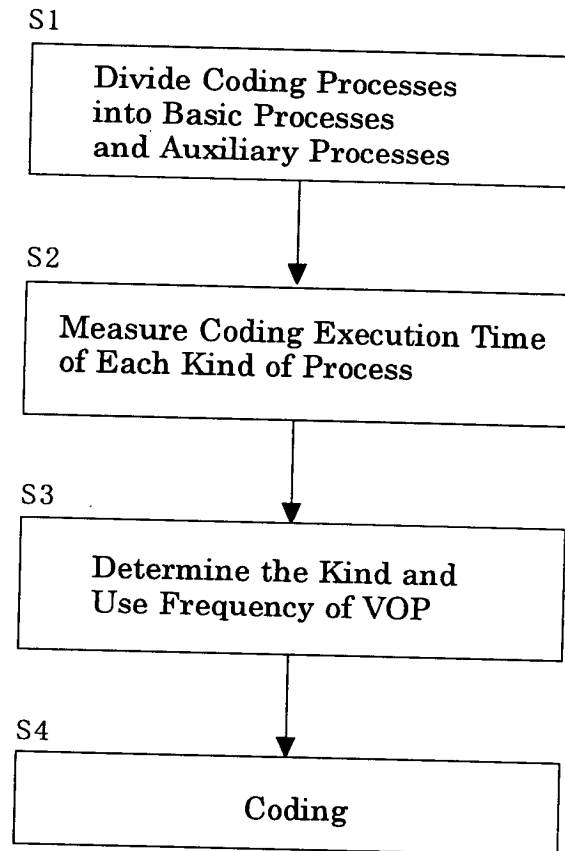 S1
Divide Coding Processes
into Basic Processes
and Auxiliary Processes
S2
Measure Coding Execution Time
of Each Kind of Process
S3
Determine the Kind and
Use Frequency of VOP
S4
Coding